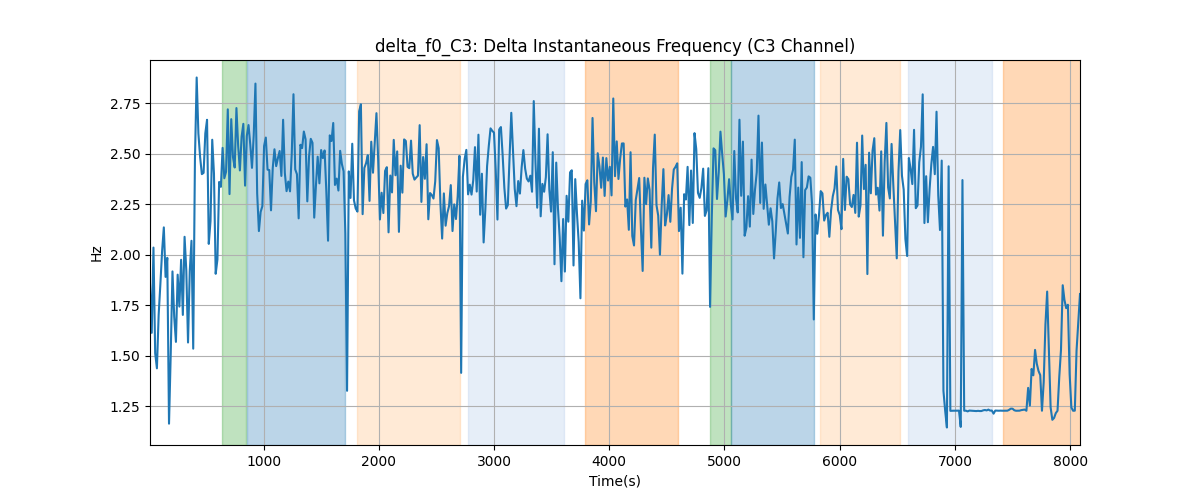 delta_f0_C3: Delta Instantaneous Frequency (C3 Channel)
Hz
2.75
2.50
2.25
2.00
1.75
1.50
1.25
1000 2000 3000 4000 5000 6000 7000 8000
Time(s)